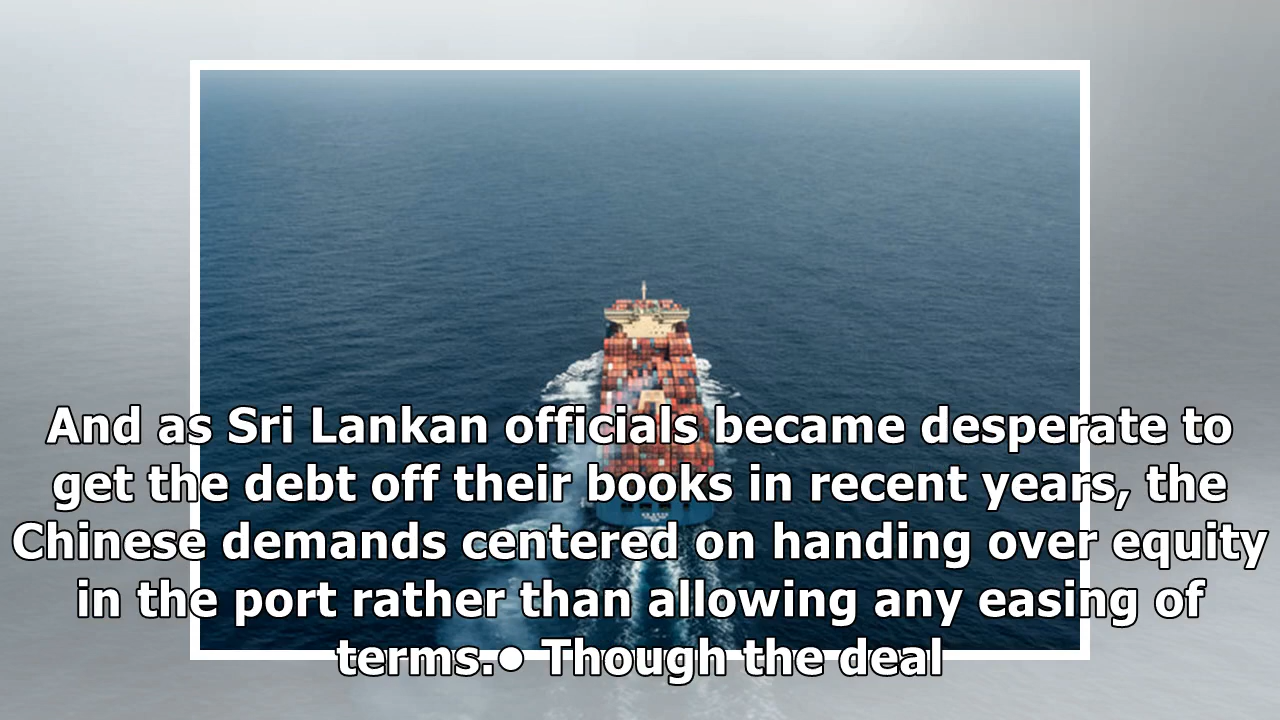 And as Sri Lankan officials became desperate to
get the debt off their books in recent years, the
Chinese demands centered on handing over equity
in the port rather than allowing any easing of
terms.● Though the deal